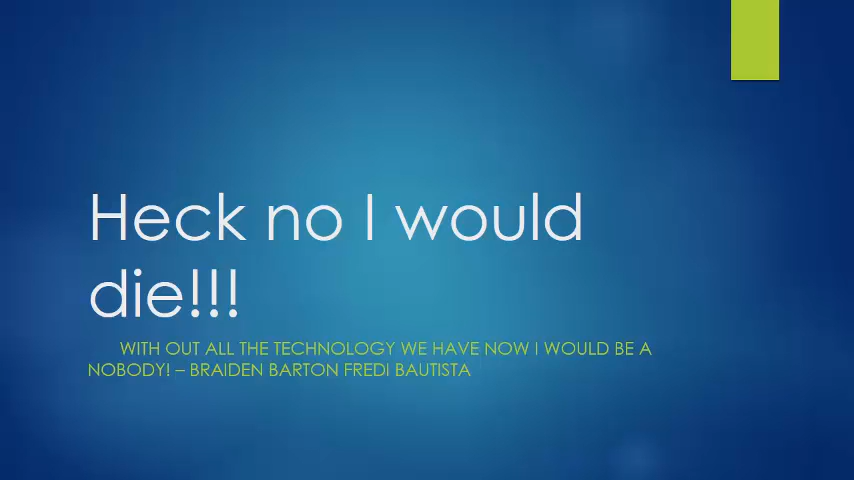 Heck no I would
die!!!
WITH OUT ALL THE TECHNOLOGY WE HAVE NOW I WOULD BE A
NOBODY! – BRAIDEN BARTON FREDI BAUTISTA